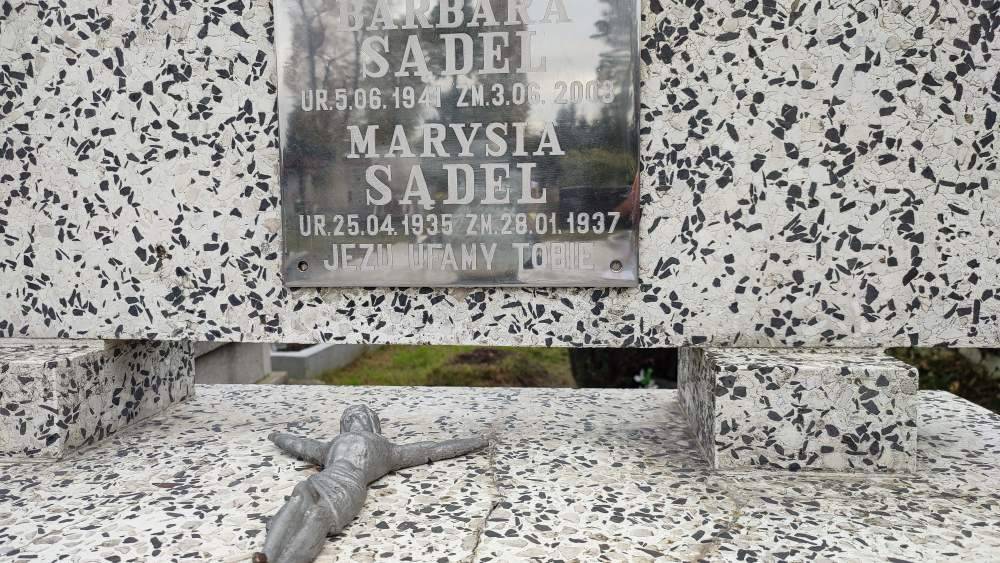 BARBARA
SĄDEL
UR.5.06.1941 ZM.3.06.2003
MARYSIA
SĄDEL
UR.25.04.1935 ZM.28.01.1937
JEZU UFAMY TOBIE